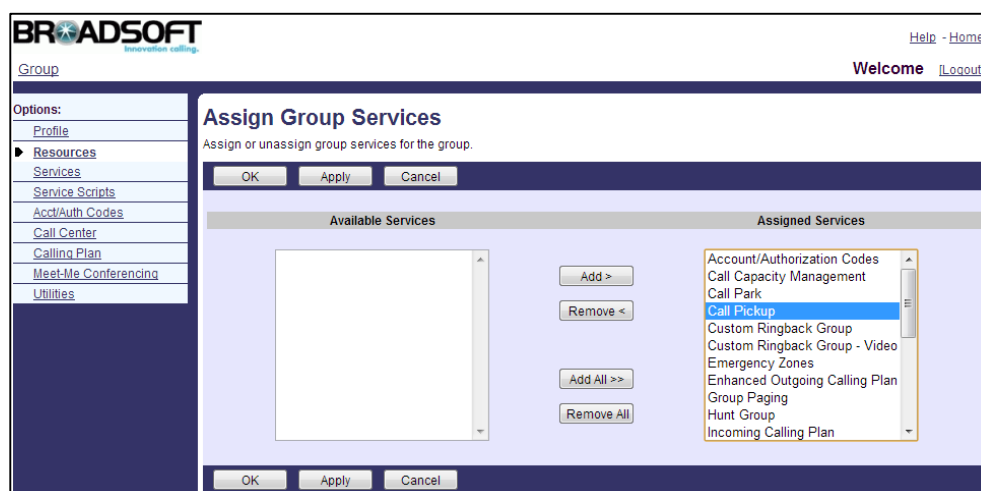 BROADSOFT
Innovation calling.
Help - Home
Group
Welcome [Logout
Options:
Profile
Resources
Services
Service Scripts
Acct/Auth Codes
Call Center
Calling Plan
Meet-Me Conferencing
Utilities
Assign Group Services
Assign or unassign group services for the group.
OK Apply Cancel
Available Services Assigned Services
Add >
Remove <
Add All >>
Remove All
Account/Authorization Codes
Call Capacity Management
Call Park
Call Pickup
Custom Ringback Group
Custom Ringback Group - Video
Emergency Zones
Enhanced Outgoing Calling Plan
Group Paging
Hunt Group
Incoming Calling Plan
OK Apply Cancel